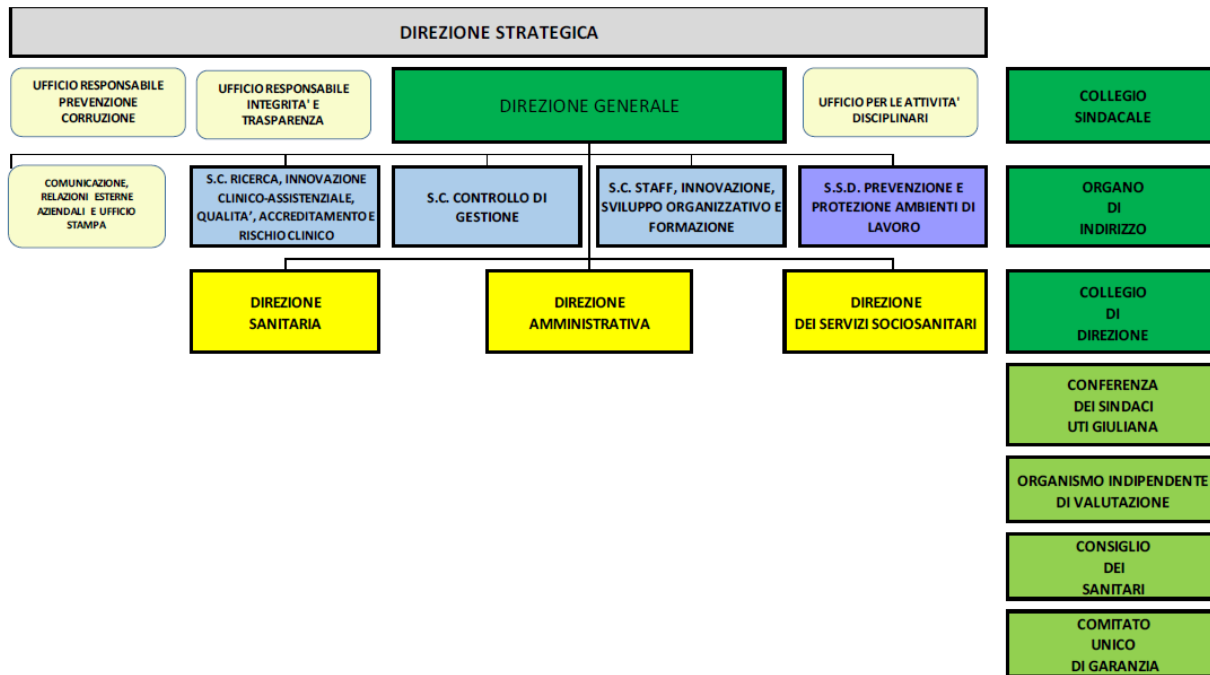 DIREZIONE STRATEGICA
UFFICIO RESPONSABILE
PREVENZIONE
CORRUZIONE
UFFICIO RESPONSABILE
INTEGRITA' E
TRASPARENZA
DIREZIONE GENERALE
UFFICIO PER LE ATTIVITA'
DISCIPLINARI
COLLEGIO
SINDACALE
COMUNICAZIONE,
RELAZIONI ESTERNE
AZIENDALI E UFFICIO
STAMPA
S.C. RICERCA, INNOVAZIONE
CLINICO-ASSISTENZIALE,
QUALITA', ACCREDITAMENTO E
RISCHIO CLINICO
S.C. CONTROLLO DI
GESTIONE
S.C. STAFF, INNOVAZIONE,
SVILUPPO ORGANIZZATIVO E
FORMAZIONE
S.S.D. PREVENZIONE E
PROTEZIONE AMBIENTI DI
LAVORO
ORGANO
DI
INDIRIZZO
DIREZIONE
SANITARIA
DIREZIONE
AMMINISTRATIVA
DIREZIONE
DEI SERVIZI SOCIOSANITARI
COLLEGIO
DI
DIREZIONE
CONFERENZA
DEI SINDACI
UTI GIULIANA
ORGANISMO INDIPENDENTE
DI VALUTAZIONE
CONSIGLIO
DEI
SANITARI
COMITATO
UNICO
DI GARANZIA